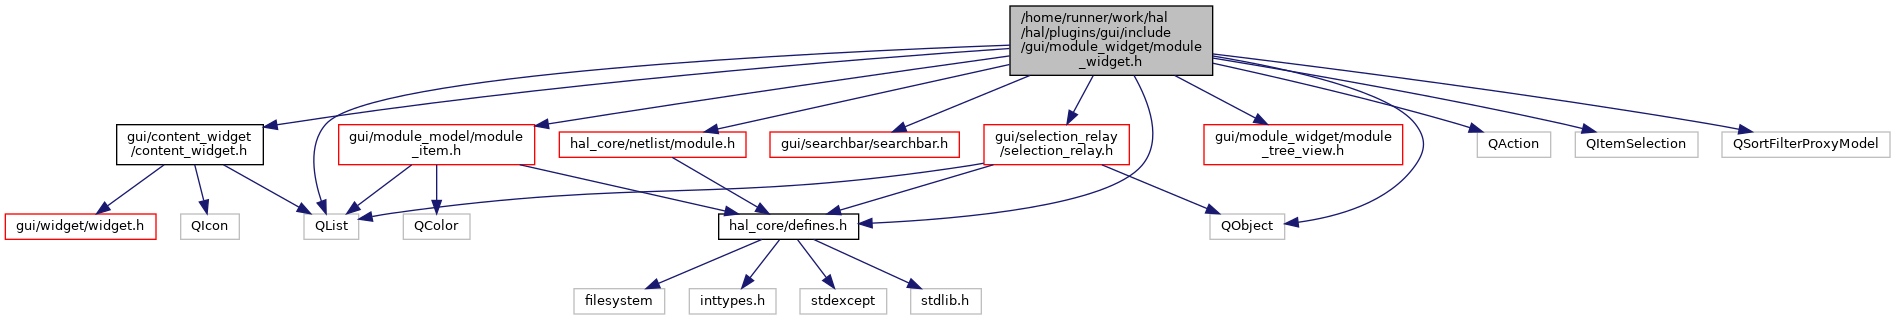 /home/runner/work/hal
/hal/plugins/gui/include
/gui/module_widget/module
_widget.h
gui/content_widget
/content_widget.h
gui/module_model/module
_item.h
hal_core/netlist/module.h
gui/searchbar/searchbar.h
gui/selection_relay
/selection_relay.h
gui/module_widget/module
_tree_view.h
QAction
QItemSelection
QSortFilterProxyModel
gui/widget/widget.h
QIcon
QList
QColor
hal_core/defines.h
QObject
filesystem
inttypes.h
stdexcept
stdlib.h